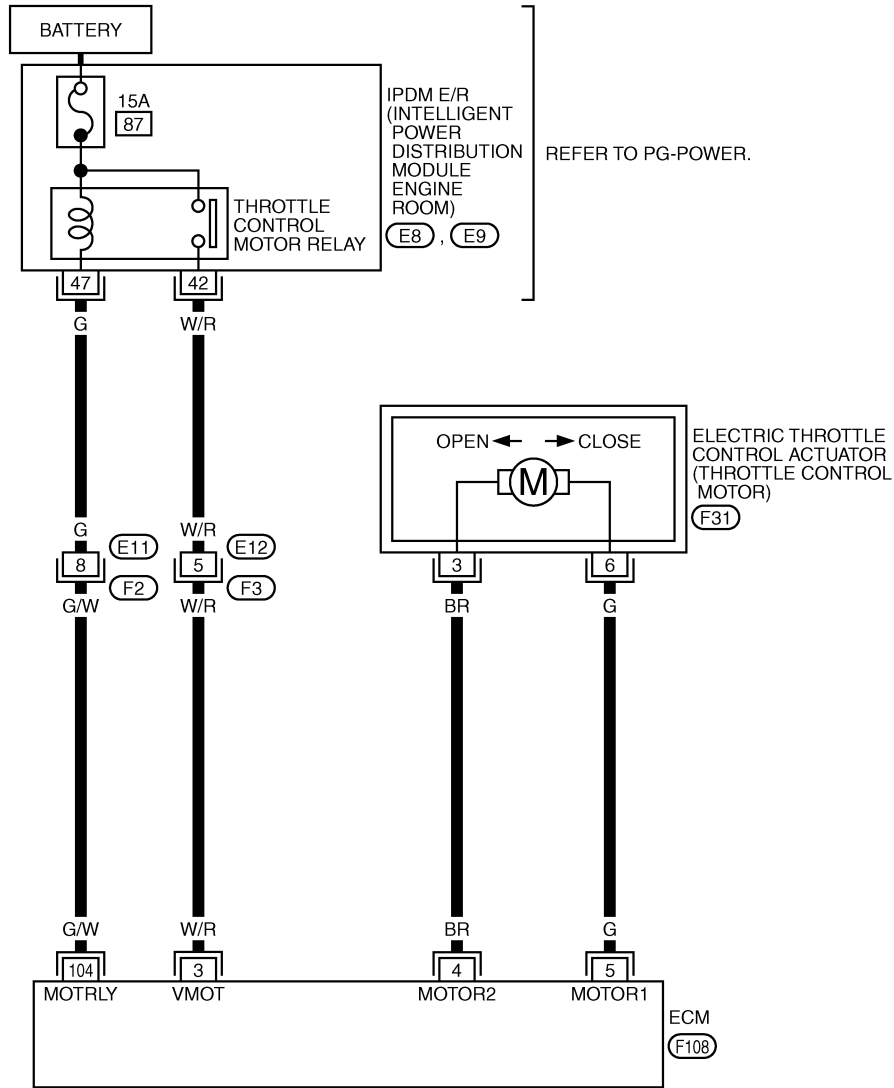 BATTERY
15A
87
IPDM E/R
(INTELLIGENT
POWER
DISTRIBUTION
MODULE
ENGINE
ROOM)
E8 , E9
REFER TO PG-POWER.
THROTTLE
CONTROL
MOTOR RELAY
47 42
G W/R
OPEN CLOSE
M
ELECTRIC THROTTLE
CONTROL ACTUATOR
(THROTTLE CONTROL
MOTOR)
F31
G W/R
8 E11 5 E12
F2 F3
3 6
G/W W/R BR G
G/W W/R BR G
104 3 4 5
MOTRLY VMOT MOTOR2 MOTOR1
ECM
F108